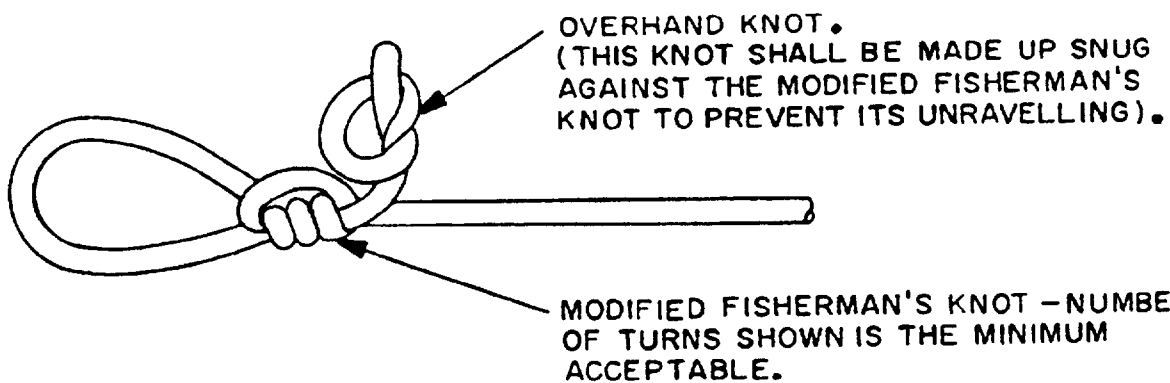 OVERHAND KNOT.
(THIS KNOT SHALL BE MADE UP SNUG
AGAINST THE MODIFIED FISHERMAN'S
KNOT TO PREVENT ITS UNRAVELLING).
MODIFIED FISHERMAN'S KNOT – NUMBE
OF TURNS SHOWN IS THE MINIMUM
ACCEPTABLE.